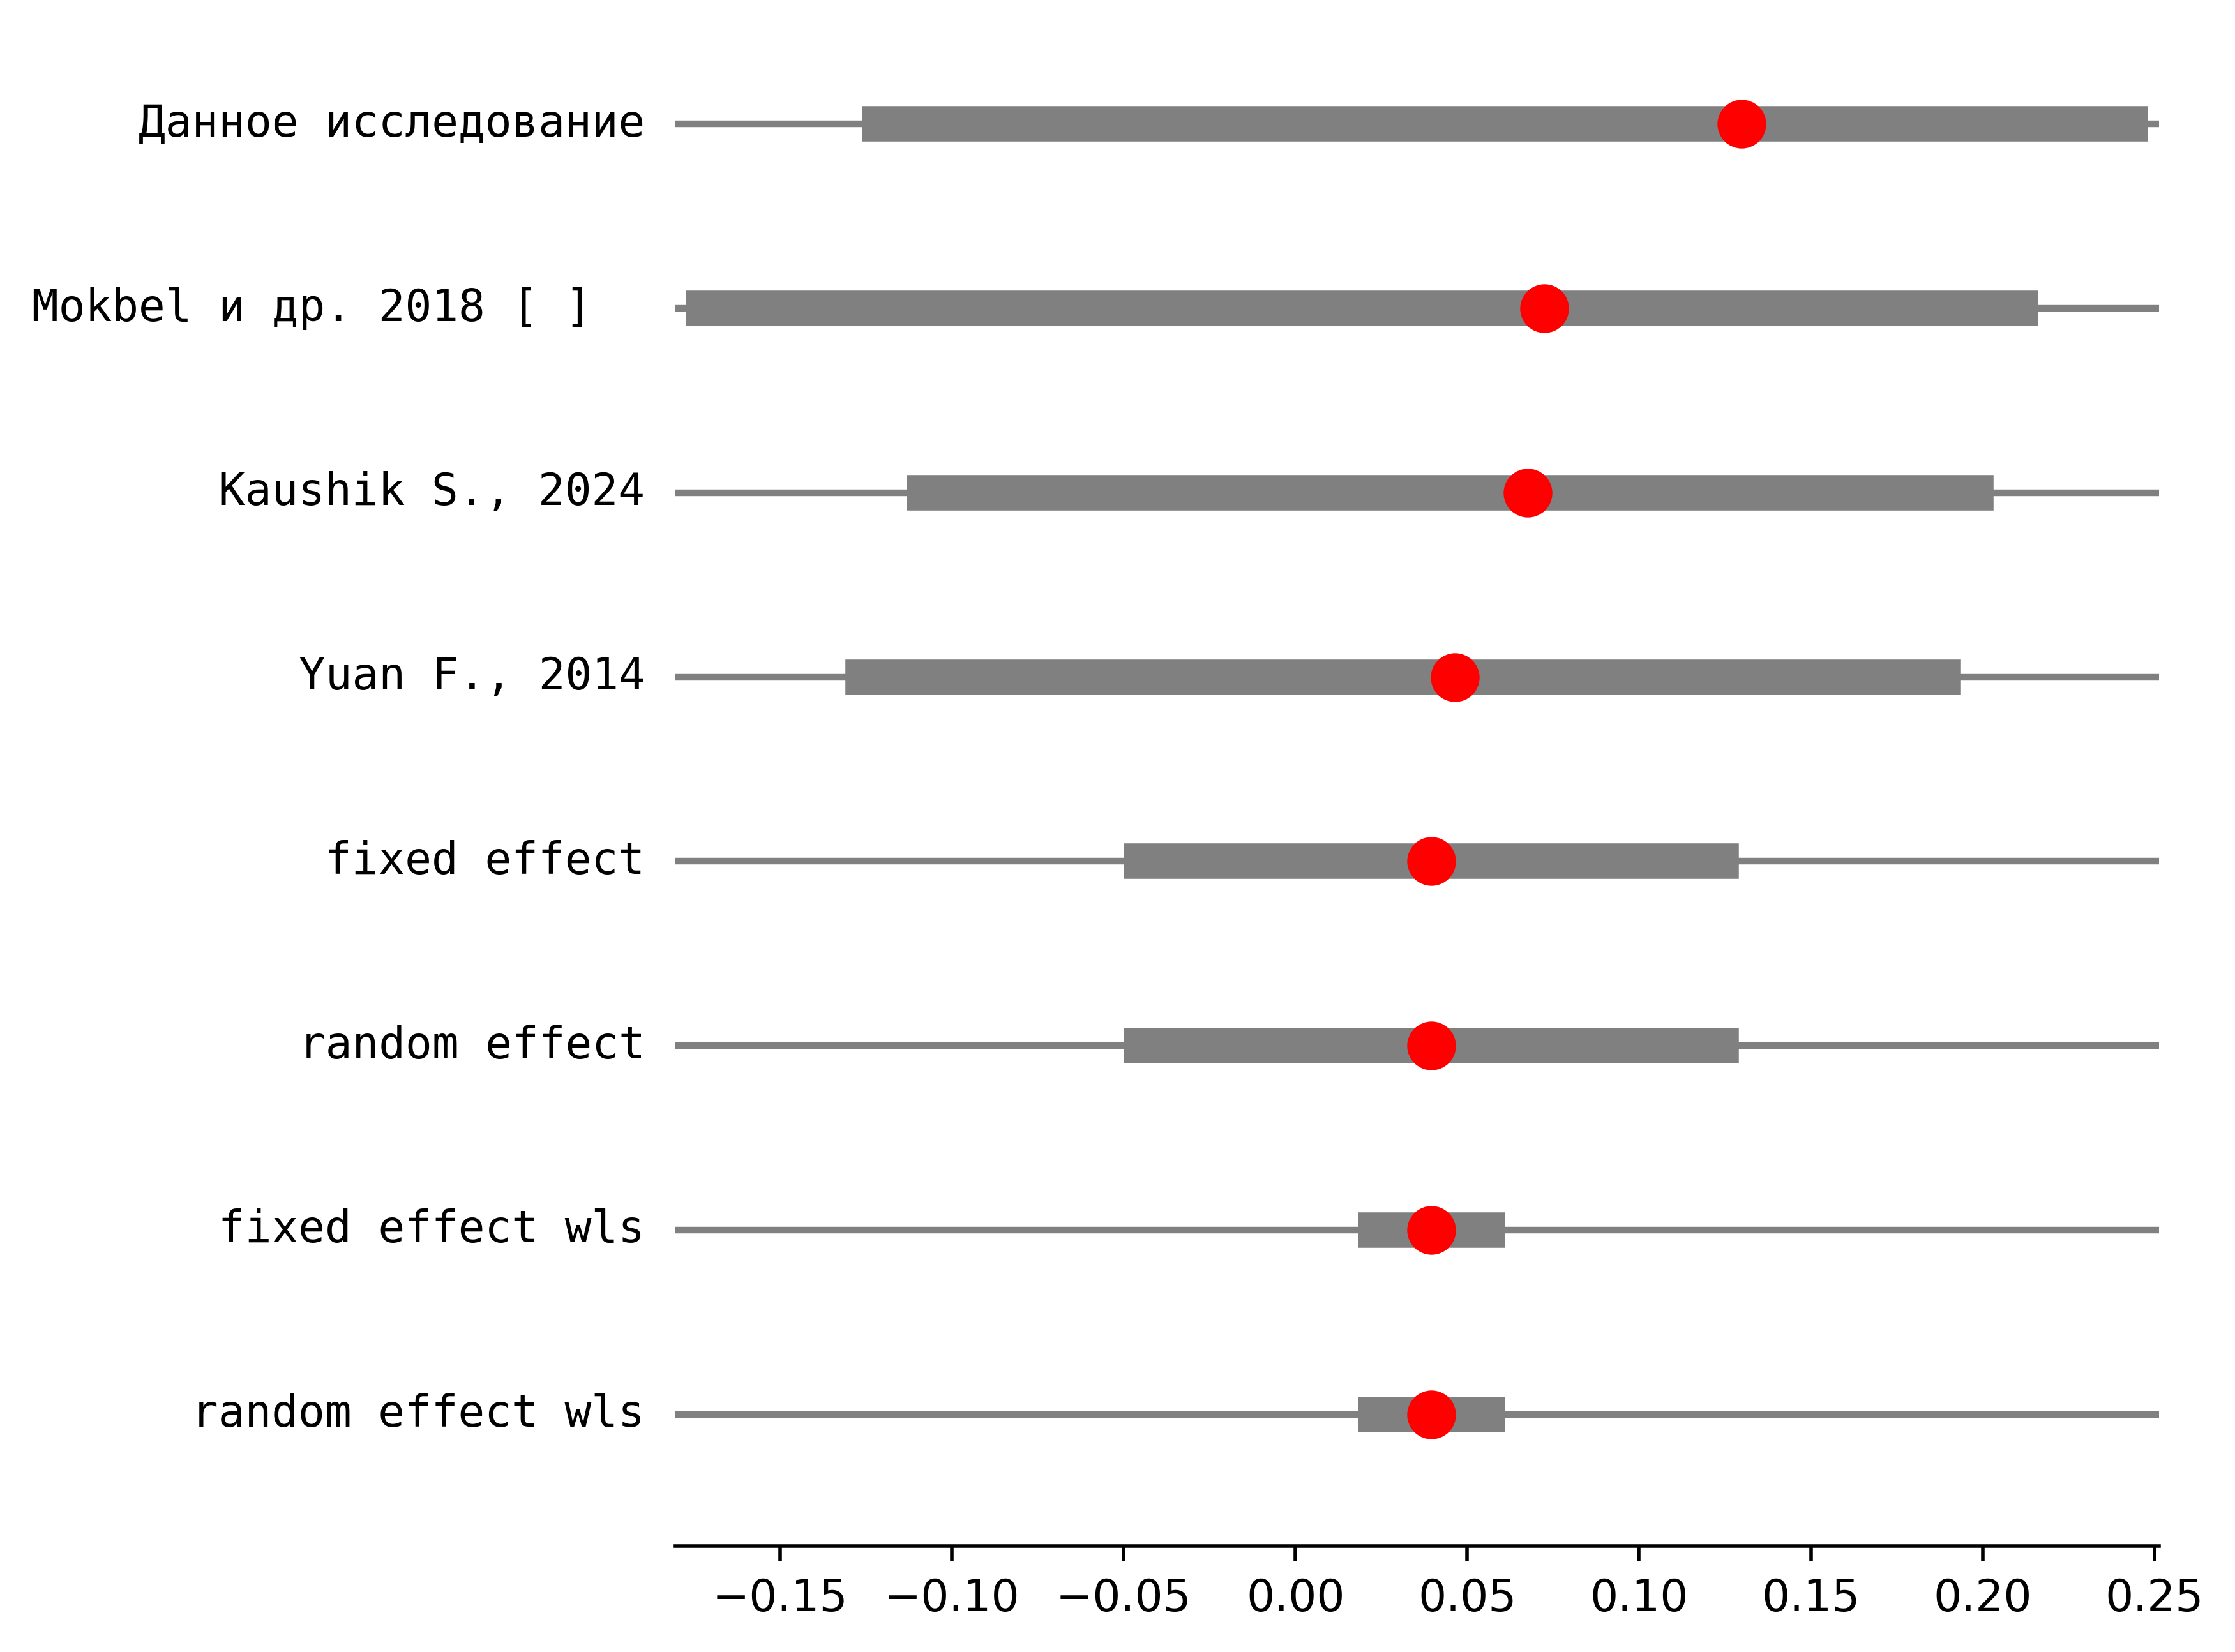 Данное исследование
Mokbel и др. 2018 [ ]
Kaushik S., 2024
Yuan F., 2014
fixed effect
random effect
fixed effect wls
random effect wls
−0.15 −0.10 −0.05 0.00 0.05 0.10 0.15 0.20 0.25